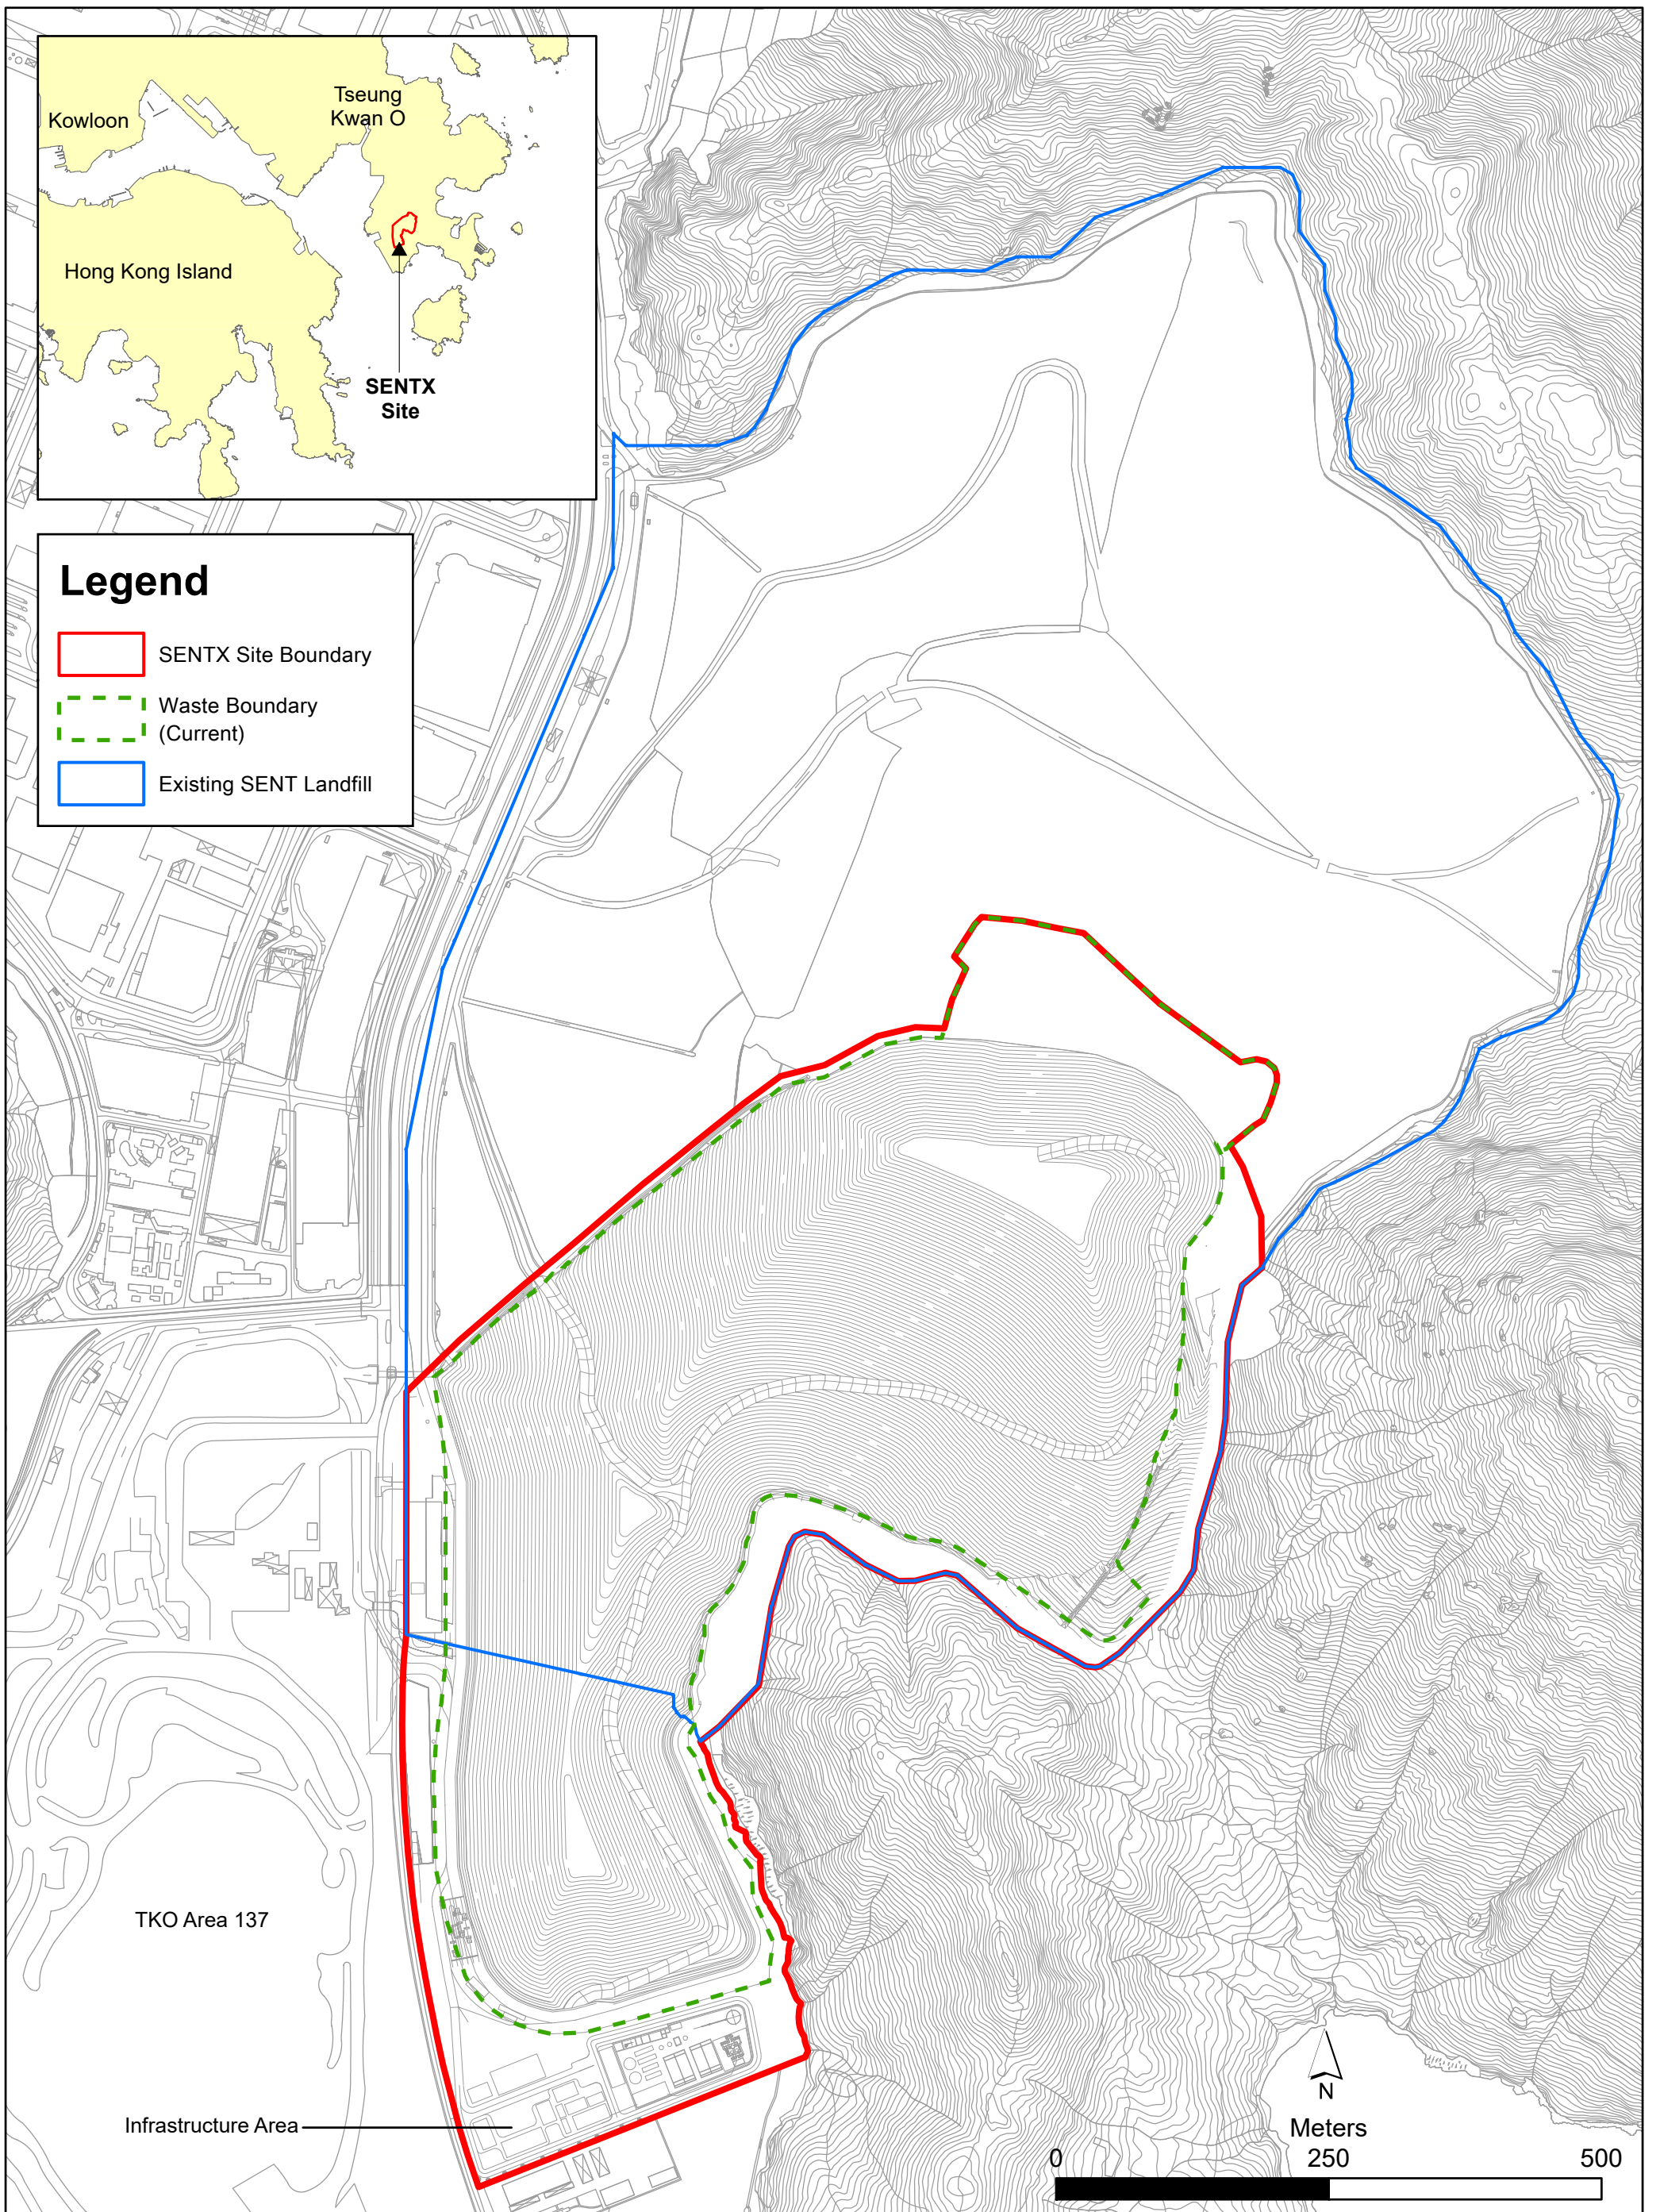 Kowloon
Tseung
Kwan O
Hong Kong Island
SENTX
Site
Legend
SENTX Site Boundary
Waste Boundary
(Current)
Existing SENT Landfill
TKO Area 137
Infrastructure Area
N
Meters
0 250 500